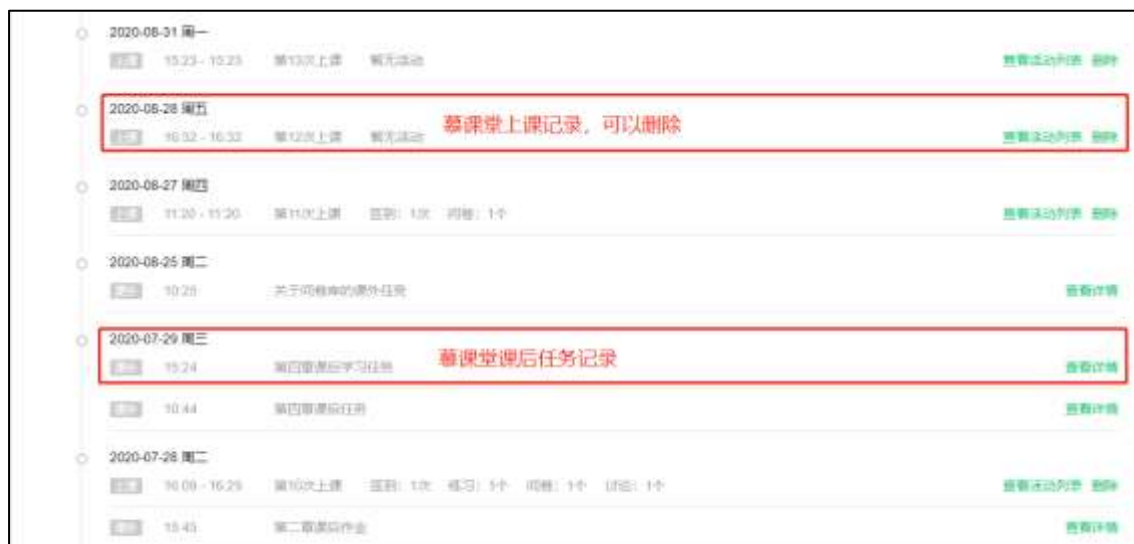 2020-08-31 周一
上课 15:23 - 15:23 第13次上课 暂无活动 查看活动列表 删除
2020-08-28 周五
慕课堂上课记录，可以删除
上课 16:32 - 16:32 第12次上课 暂无活动 查看活动列表 删除
2020-08-27 周四
上课 11:20 - 11:20 第11次上课 签到：1次 问卷：1个 查看活动列表 删除
2020-08-25 周二
10:25 关于问卷库的课外任务 查看详情
2020-07-29 周三
慕课堂课后任务记录
15:24 第四章课后学习任务 查看详情
10:44 第四章课后任务 查看详情
2020-07-28 周二
上课 16:09 - 16:29 第10次上课 签到：1次 练习：1个 问卷：1个 讨论：1个 查看活动列表 删除
15:45 第二章课后作业 查看详情